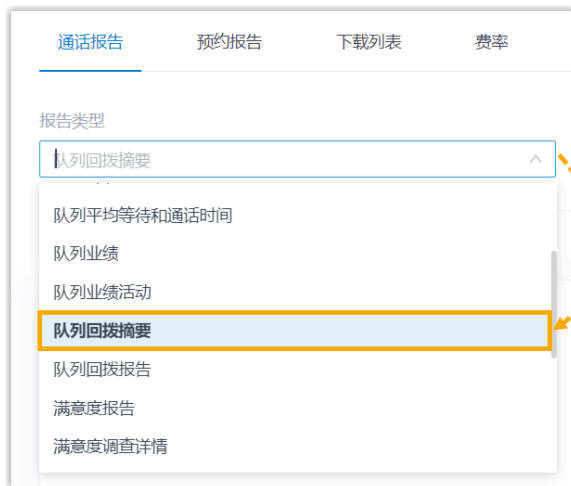 通话报告 预约报告 下载列表 费率
报告类型
队列回拨摘要
队列平均等待和通话时间
队列业绩
队列业绩活动
队列回拨摘要
队列回拨报告
满意度报告
满意度调查详情